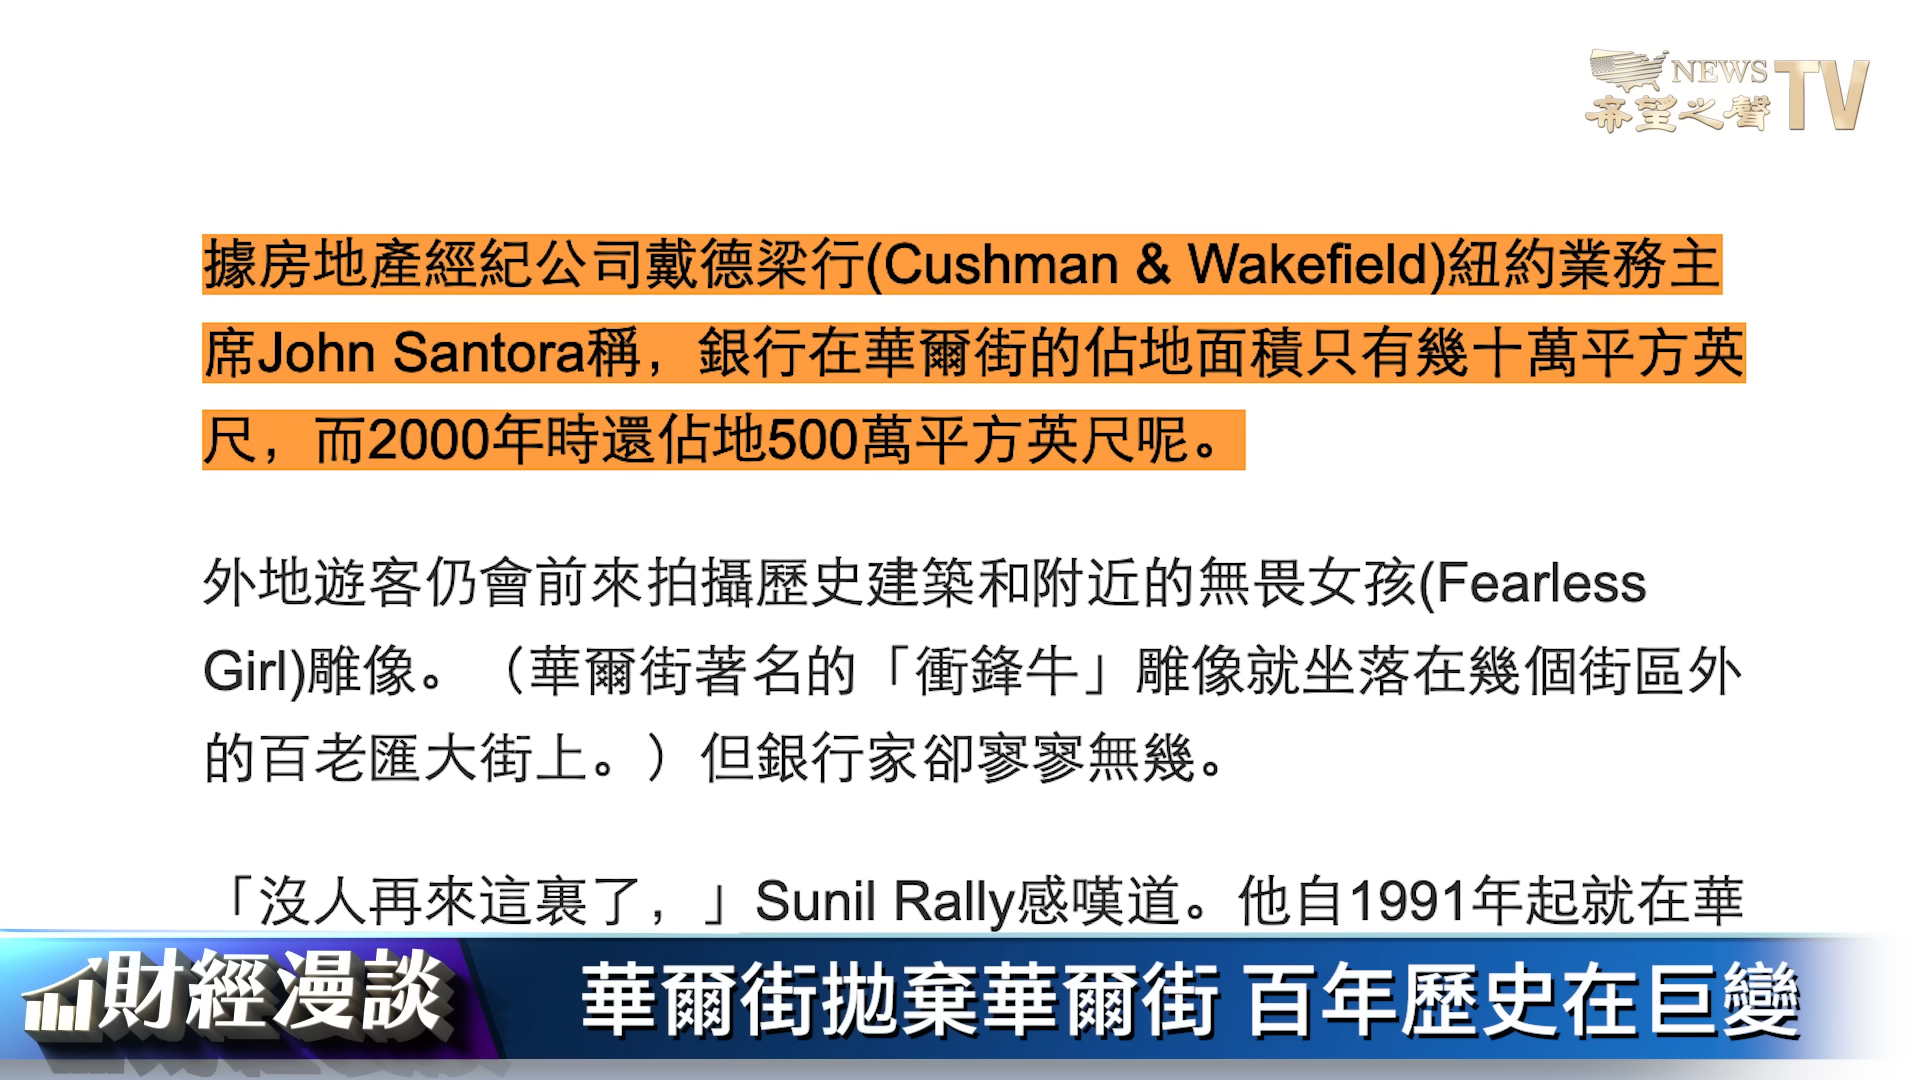 NEWS
希望之聲TV
據房地產經紀公司戴德梁行(Cushman & Wakefield)紐約業務主
席John Santora稱，銀行在華爾街的佔地面積只有幾十萬平方英
尺，而2000年時還佔地500萬平方英尺呢。
外地遊客仍會前來拍攝歷史建築和附近的無畏女孩(Fearless
Girl)雕像。（華爾街著名的「衝鋒牛」雕像就坐落在幾個街區外
的百老匯大街上。）但銀行家卻寥寥無幾。
「沒人再來這裏了，」Sunil Rally感嘆道。他自1991年起就在華
財經漫談
華爾街拋棄華爾街 百年歷史在巨變